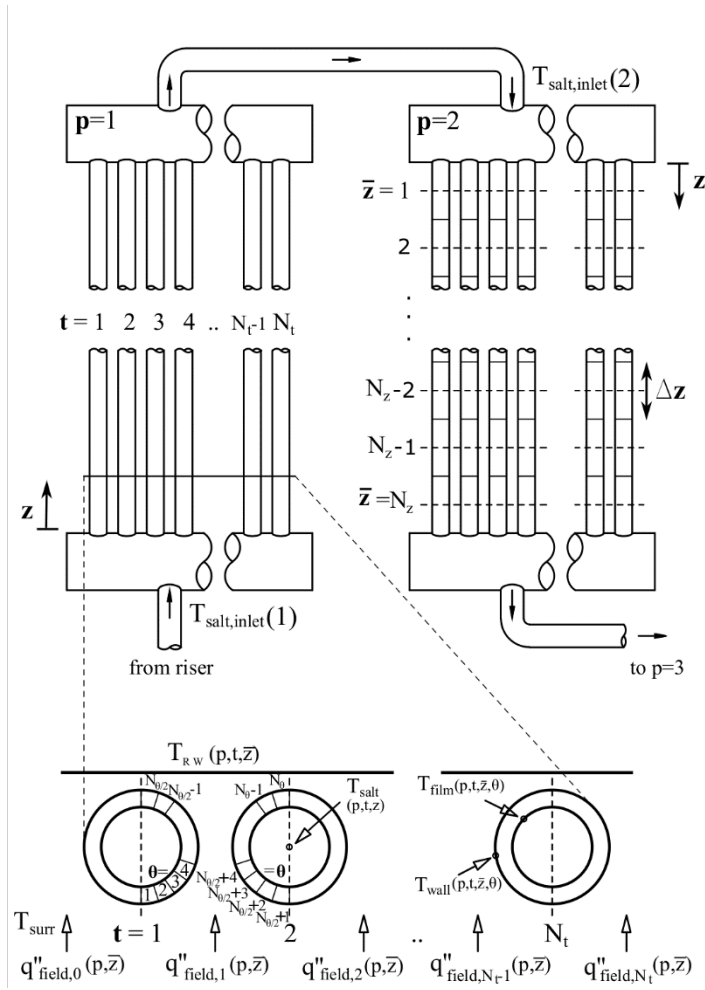 T_salt,inlet(2)
p=1
p=2
z̄ = 1
z
2
.
.
.
t = 1 2 3 4 .. N_t-1 N_t
N_z-2
Δz
N_z-1
z
z̄=N_z
T_salt,inlet(1)
from riser
to p=3
T_RW(p,t,z̄)
N_θ/2
N_θ/2-1
N_θ-1
N_θ
T_salt
(p,t,z)
T_film(p,t,z̄,θ)
θ=
1 2 3 4
=θ
N_θ/2+4
N_θ/2+3
N_θ/2+2
N_θ/2+1
T_wall(p,t,z̄,θ)
T_surr
t = 1
2
..
N_t
q"_field,0(p,z̄)
q"_field,1(p,z̄)
q"_field,2(p,z̄)
q"_field,N_t-1(p,z̄)
q"_field,N_t(p,z̄)